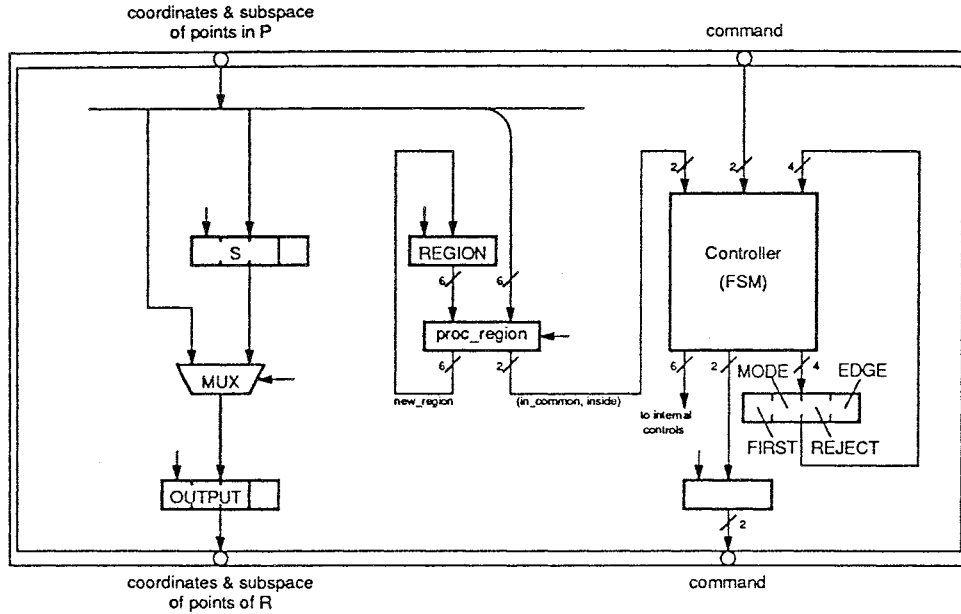 coordinates & subspace
of points in P
command
2
2
4
S
REGION
Controller
(FSM)
6
6
proc_region
MUX
6
2
6
2
4
MODE
EDGE
new_region
(in_common, inside)
to internal
controls
FIRST
REJECT
OUTPUT
2
coordinates & subspace
of points of R
command